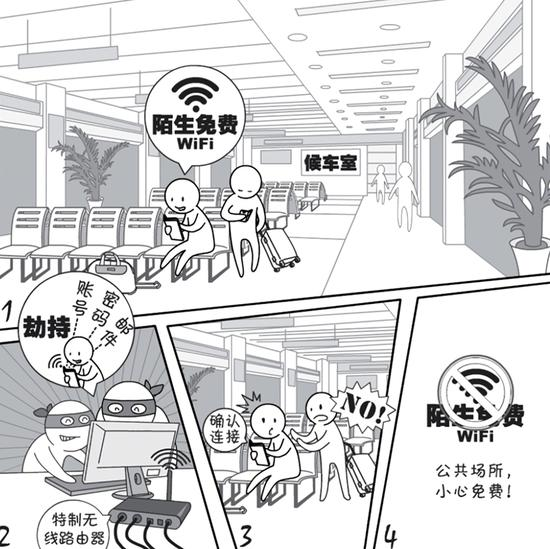 陌生免费
WiFi
候车室
1
劫持
账号
密码
邮件
特制无
线路由器
2
确认
连接
NO!
3
陌生免费
WiFi
公共场所，
小心免费！
4